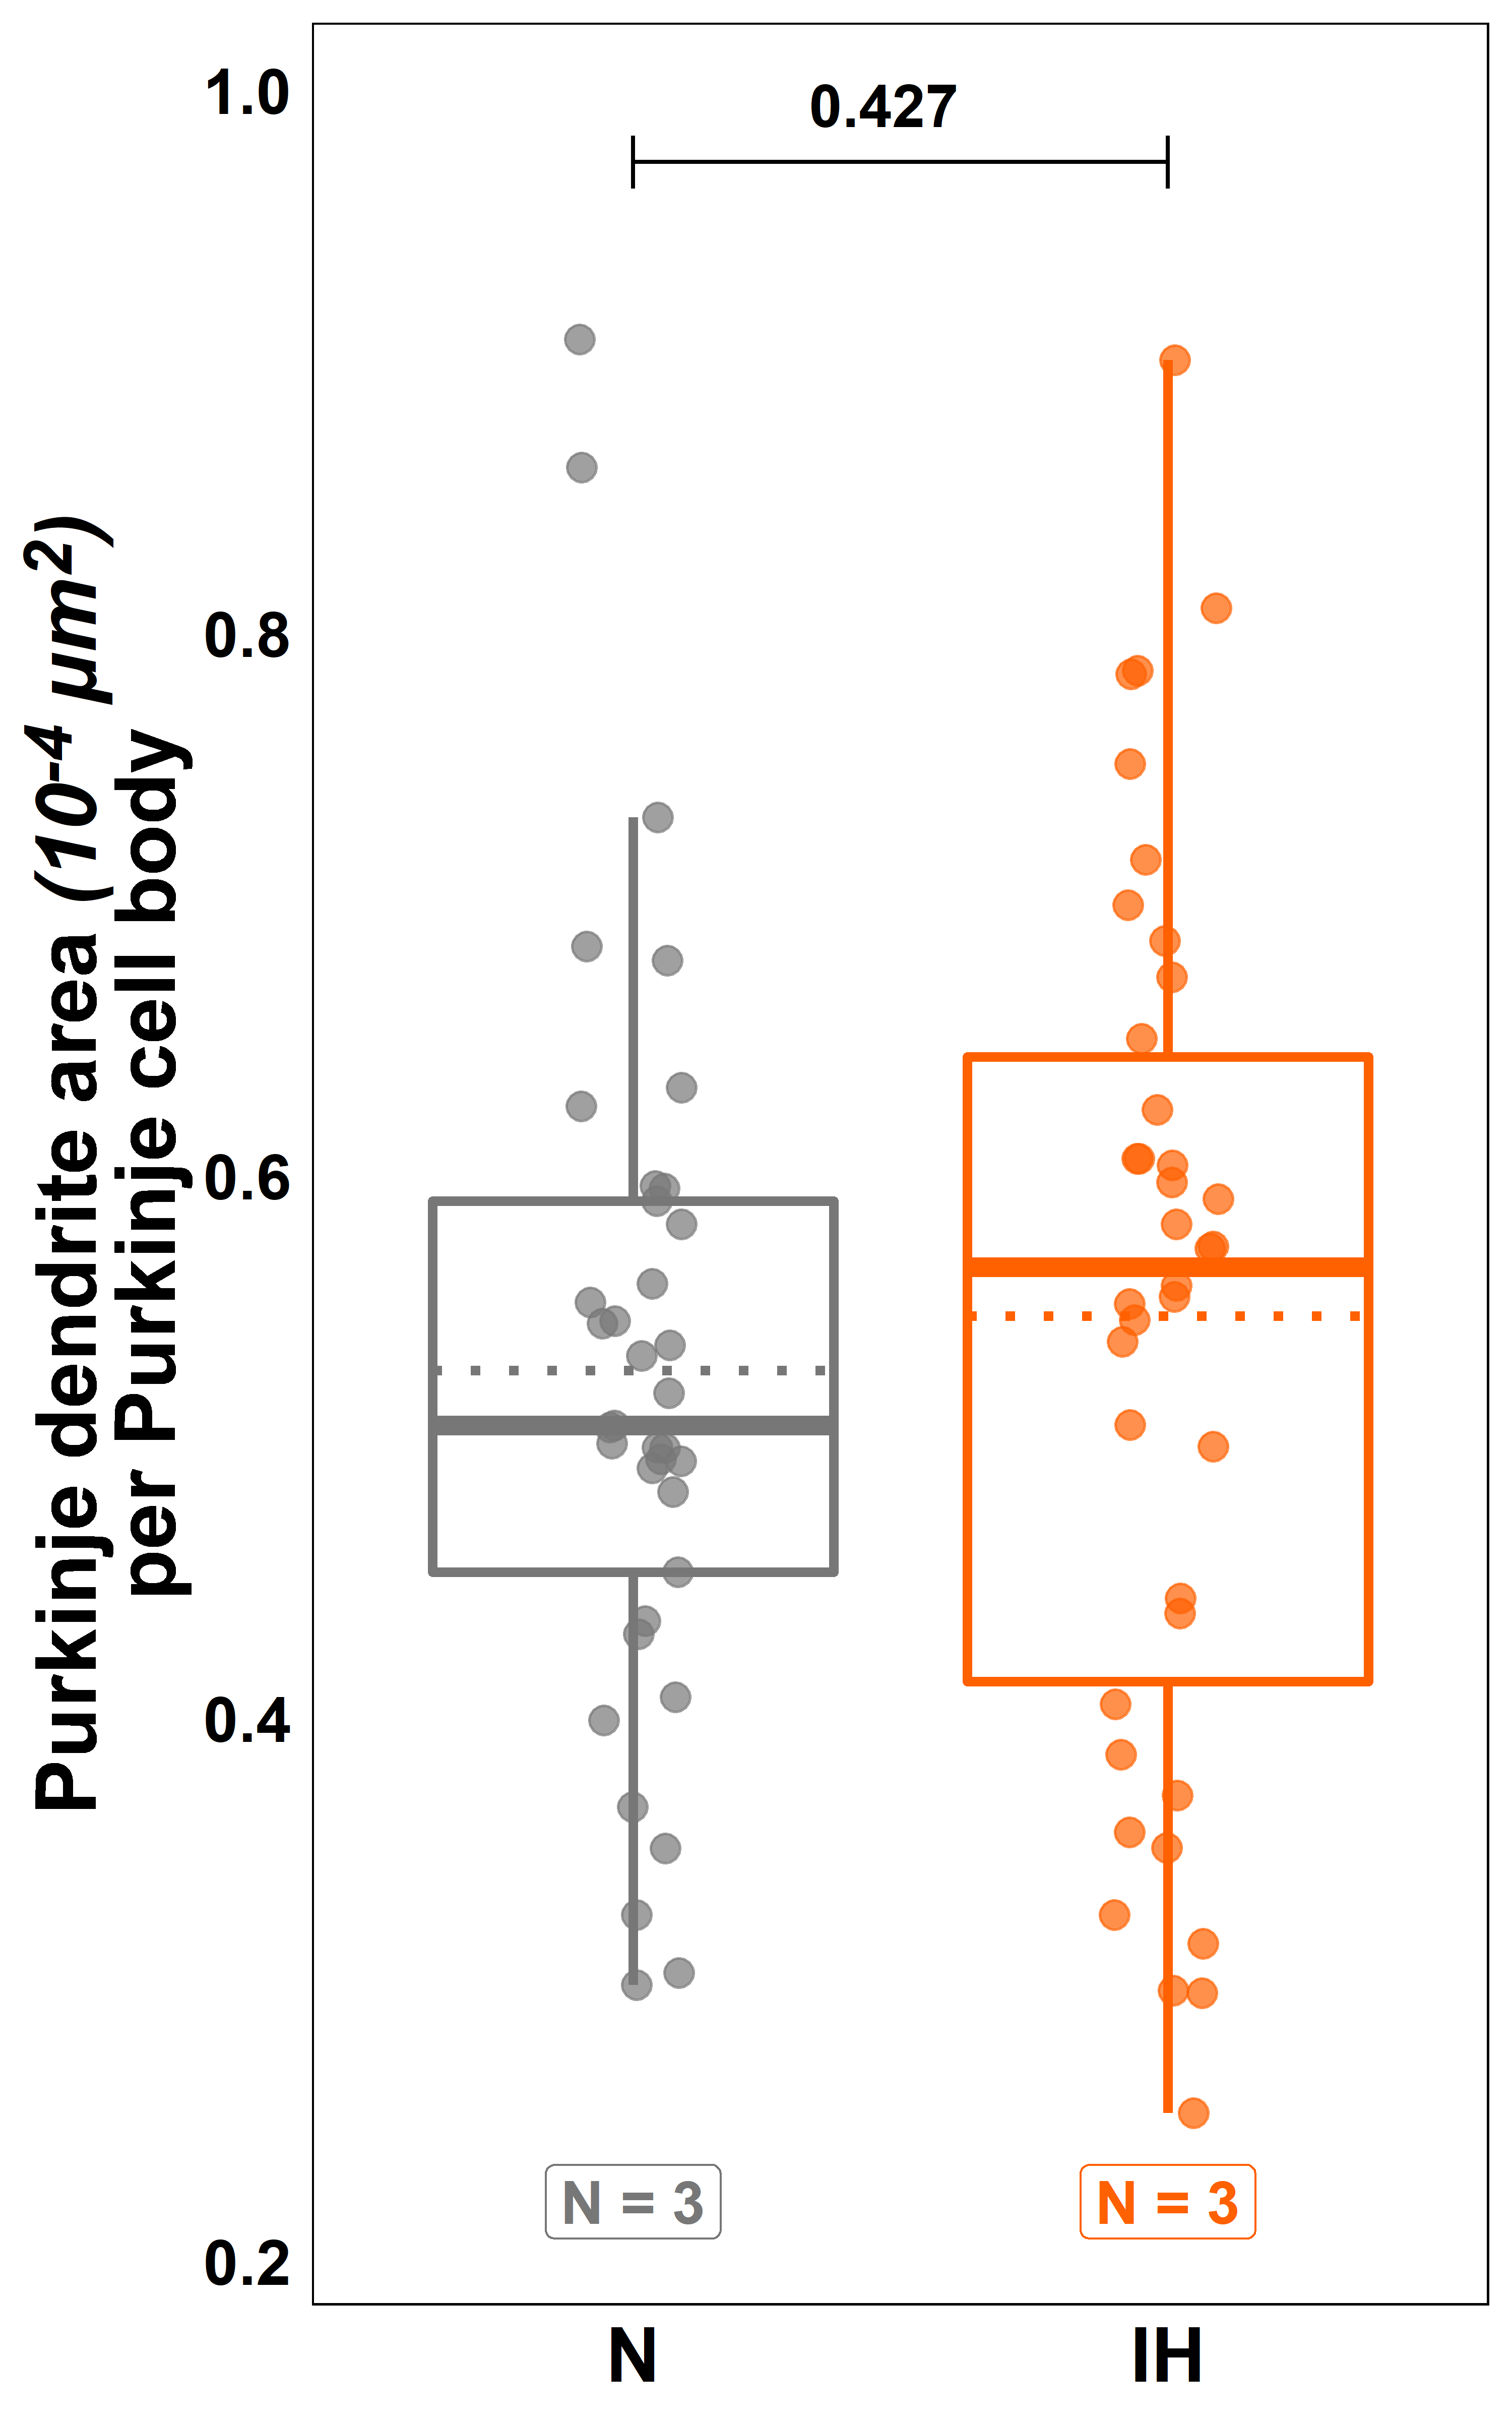 Purkinje dendrite area (10⁻⁴ µm²)
per Purkinje cell body
1.0
0.8
0.6
0.4
0.2
0.427
N = 3
N = 3
N
IH